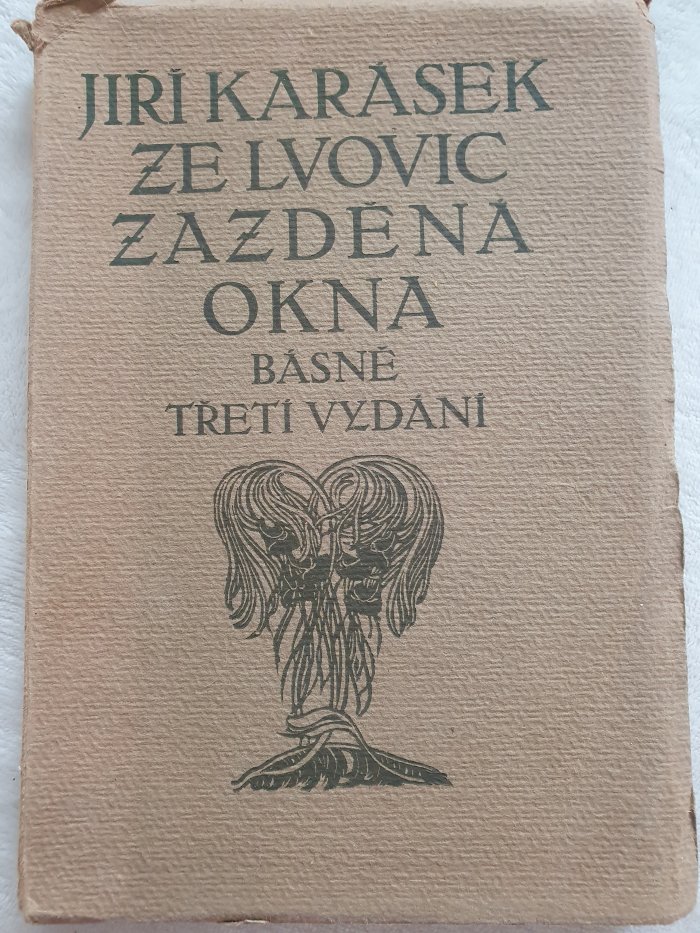 JIŘÍ KARÁSEK
ZE LVOVIC
ZAZDĚNÁ
OKNA
BÁSNĚ
TŘETÍ VYDÁNÍ